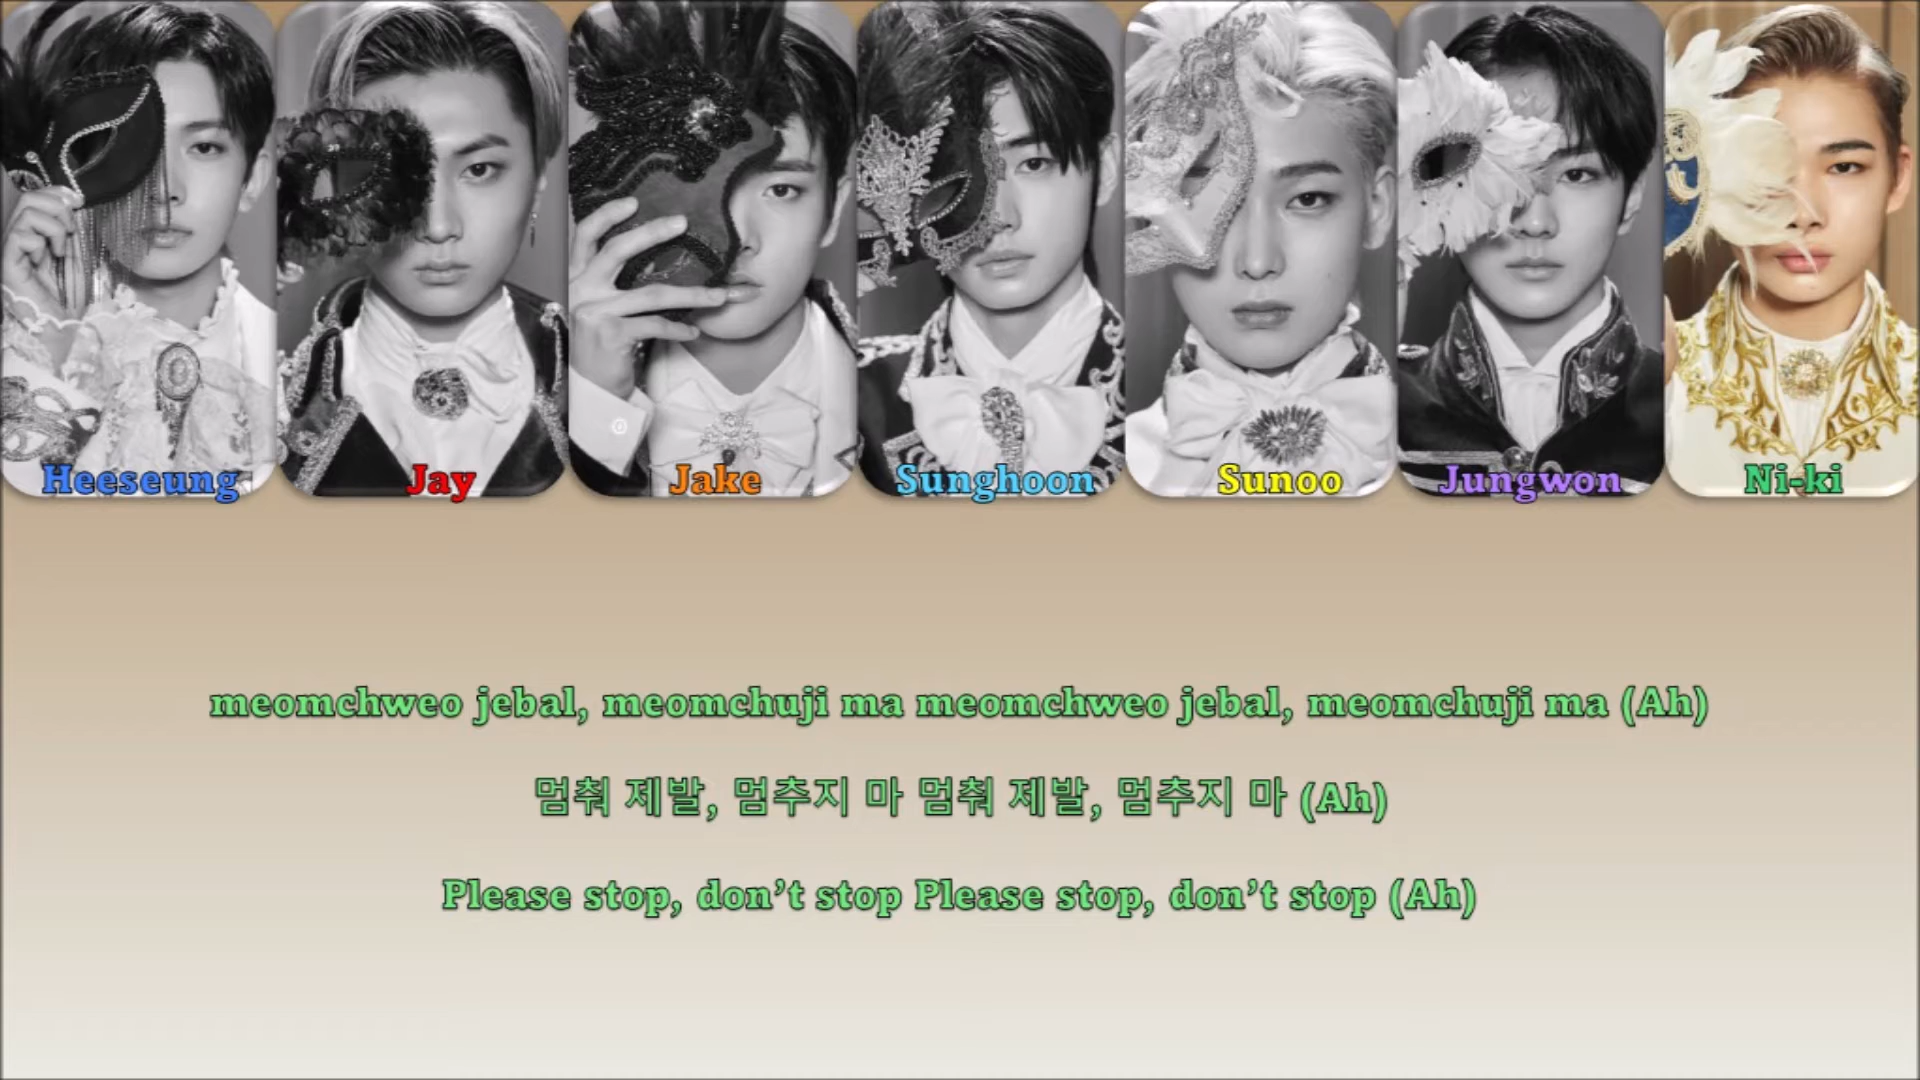 Heeseung Jay Jake Sunghoon Sunoo Jungwon Ni-ki
meomchweo jebal, meomchuji ma meomchweo jebal, meomchuji ma (Ah)
멈춰 제발, 멈추지 마 멈춰 제발, 멈추지 마 (Ah)
Please stop, don’t stop Please stop, don’t stop (Ah)